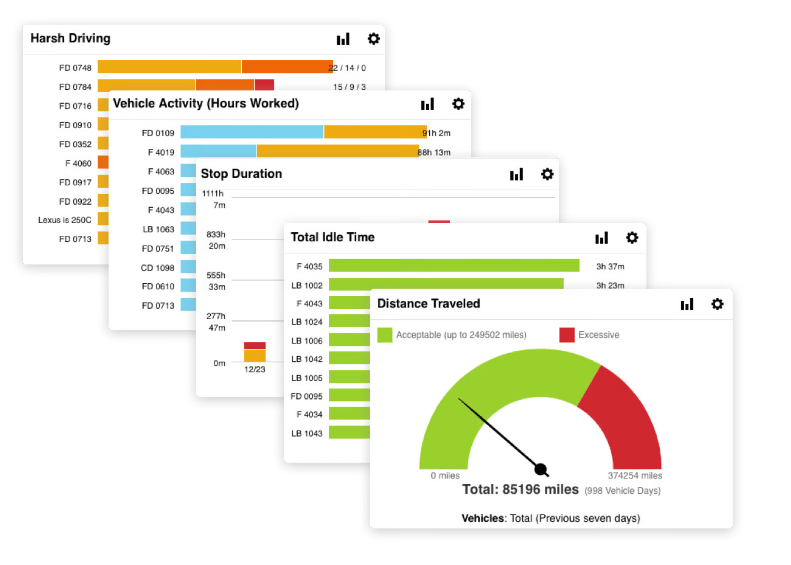 Harsh Driving
FD 0748 22 / 14 / 0
FD 0784 15 / 9 / 3
FD 0716
FD 0910
FD 0352
F 4060
FD 0917
FD 0922
Lexus is 250C
FD 0713
Vehicle Activity (Hours Worked)
FD 0109 91h 2m
F 4019 88h 13m
F 4063
FD 0095
F 4043
LB 1063
FD 0751
CD 1098
FD 0610
FD 0713
Stop Duration
1111h
7m
833h
20m
555h
33m
277h
47m
0m
12/23
Total Idle Time
F 4035 3h 37m
LB 1002 3h 23m
F 4043
LB 1024
LB 1006
LB 1042
LB 1005
FD 0095
F 4034
LB 1043
Distance Traveled
Acceptable (up to 249502 miles) Excessive
0 miles 374254 miles
Total: 85196 miles (998 Vehicle Days)
Vehicles: Total (Previous seven days)